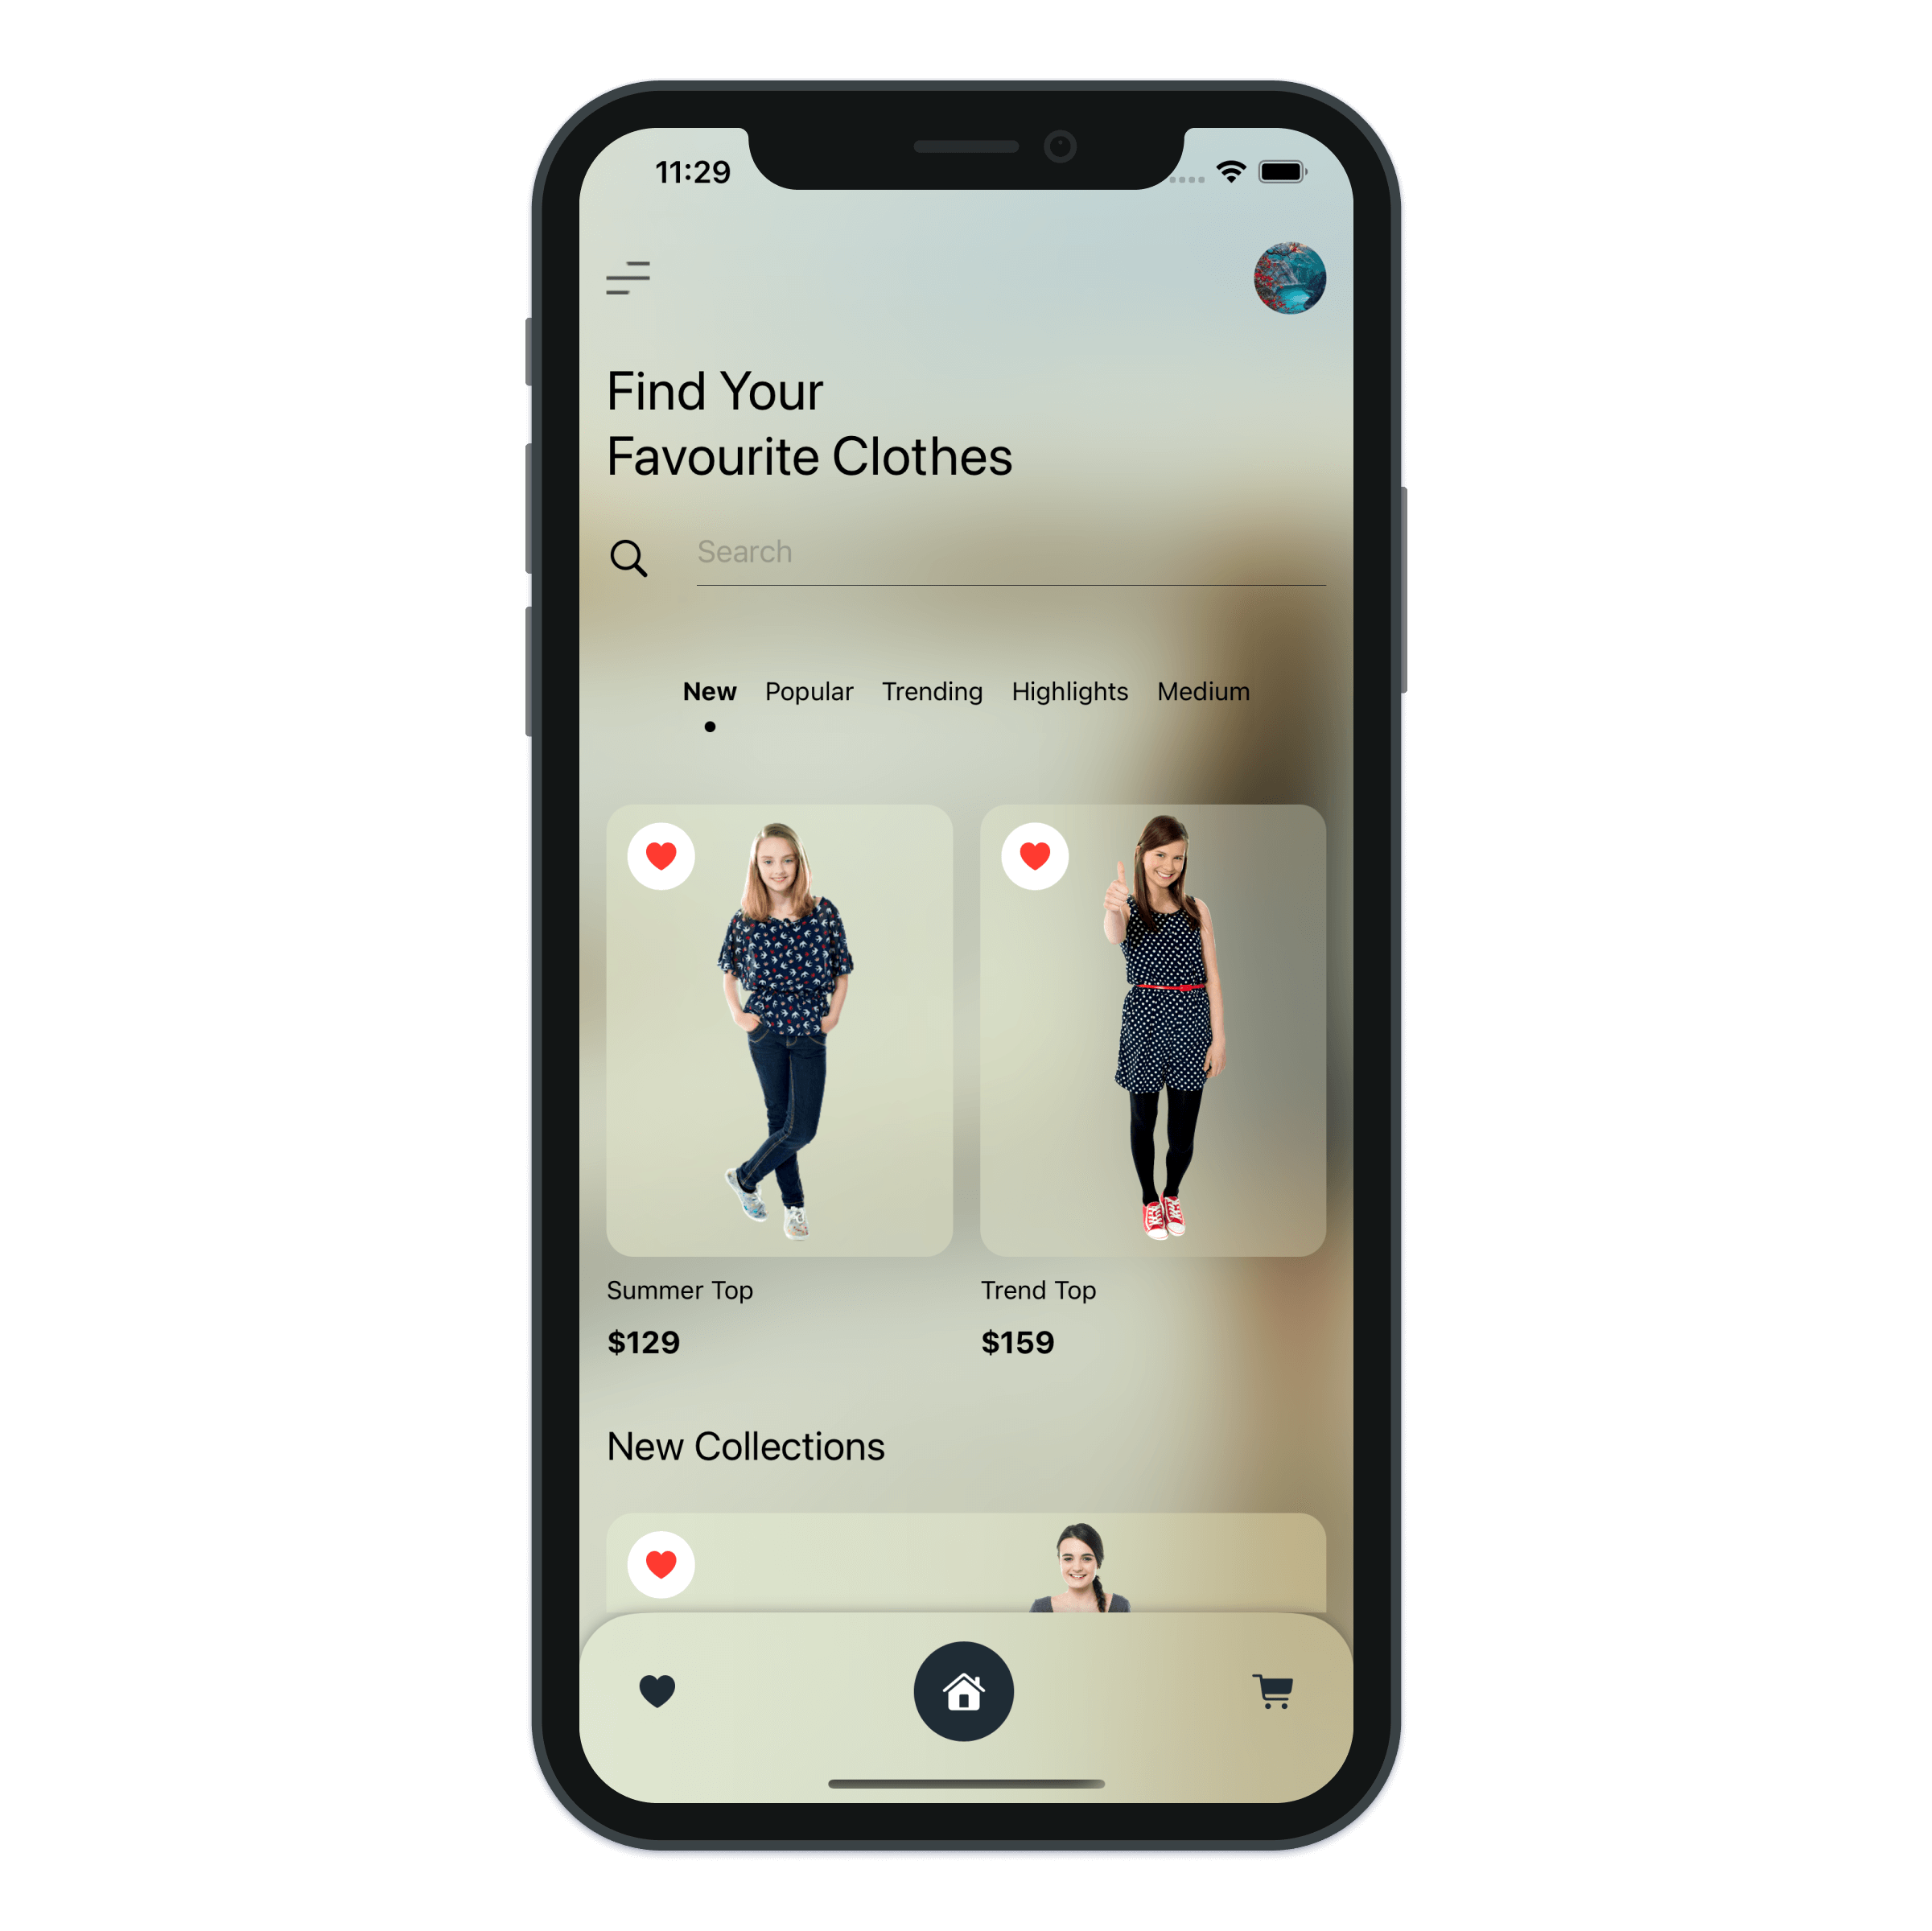 11:29
Find Your
Favourite Clothes
Search
New Popular Trending Highlights Medium
Summer Top
$129
Trend Top
$159
New Collections